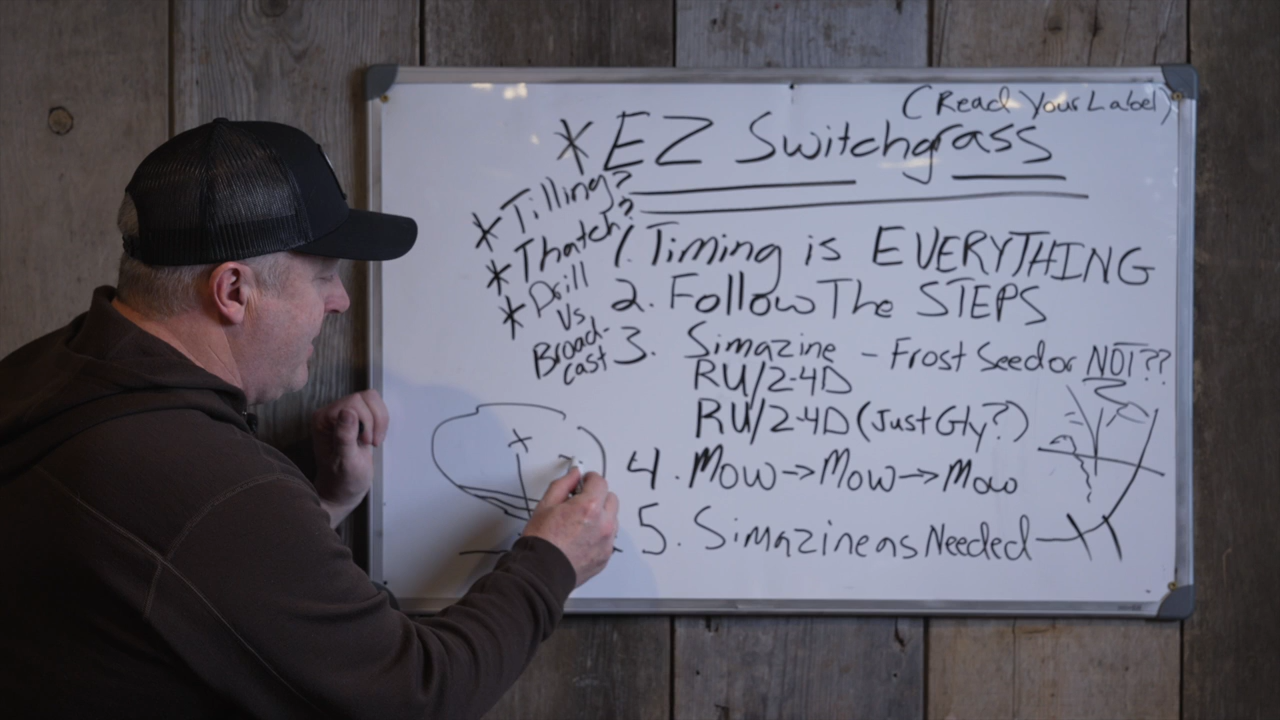 (Read Your Label)
* EZ Switchgrass
* Tilling?
* Thatch?
* Drill
Vs
Broad-
cast
1. Timing is EVERYTHING
2. Follow The STEPS
3. Simazine - Frost Seed or NOT??
RU/2-4D
RU/2-4D (Just Gly?)
4. Mow → Mow → Mow
5. Simazine as Needed